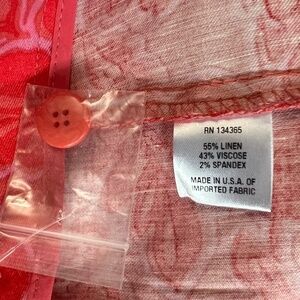 RN 134365
55% LINEN
43% VISCOSE
2% SPANDEX
MADE IN U.S.A. OF
IMPORTED FABRIC